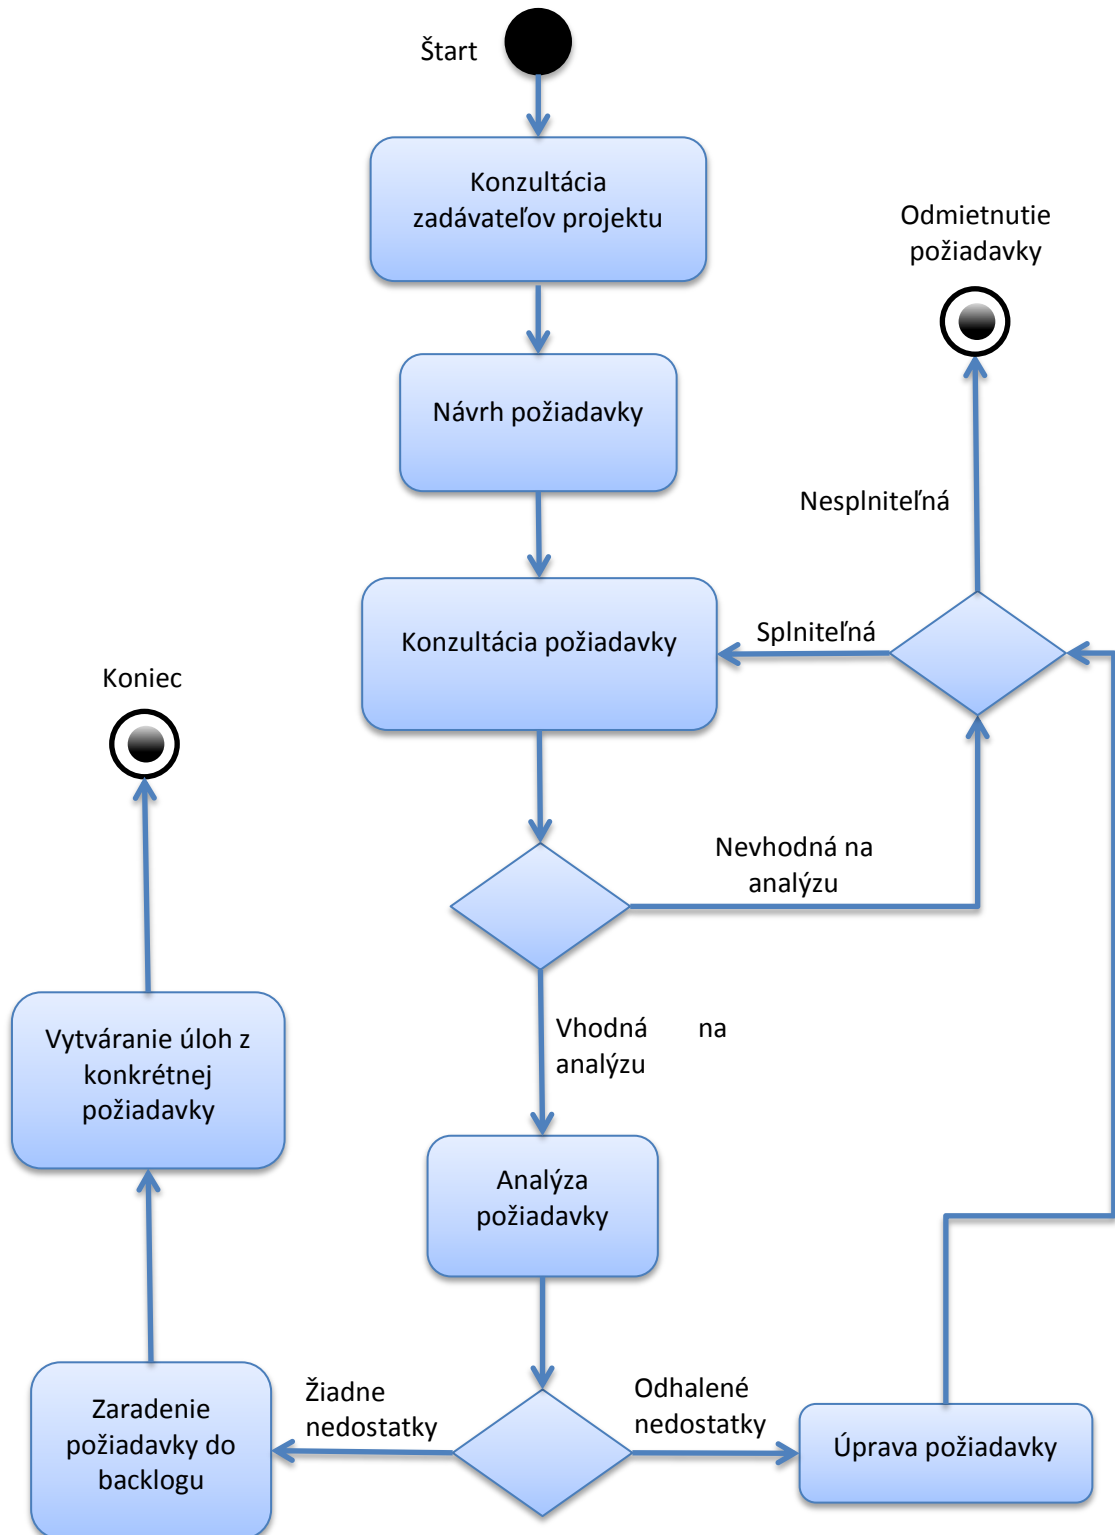 Štart
Konzultácia
zadávateľov projektu
Odmietnutie
požiadavky
Návrh požiadavky
Nesplniteľná
Konzultácia požiadavky
Splniteľná
Koniec
Nevhodná na
analýzu
Vhodná na
analýzu
Vytváranie úloh z
konkrétnej
požiadavky
Analýza
požiadavky
Žiadne
nedostatky
Odhalené
nedostatky
Zaradenie
požiadavky do
backlogu
Úprava požiadavky